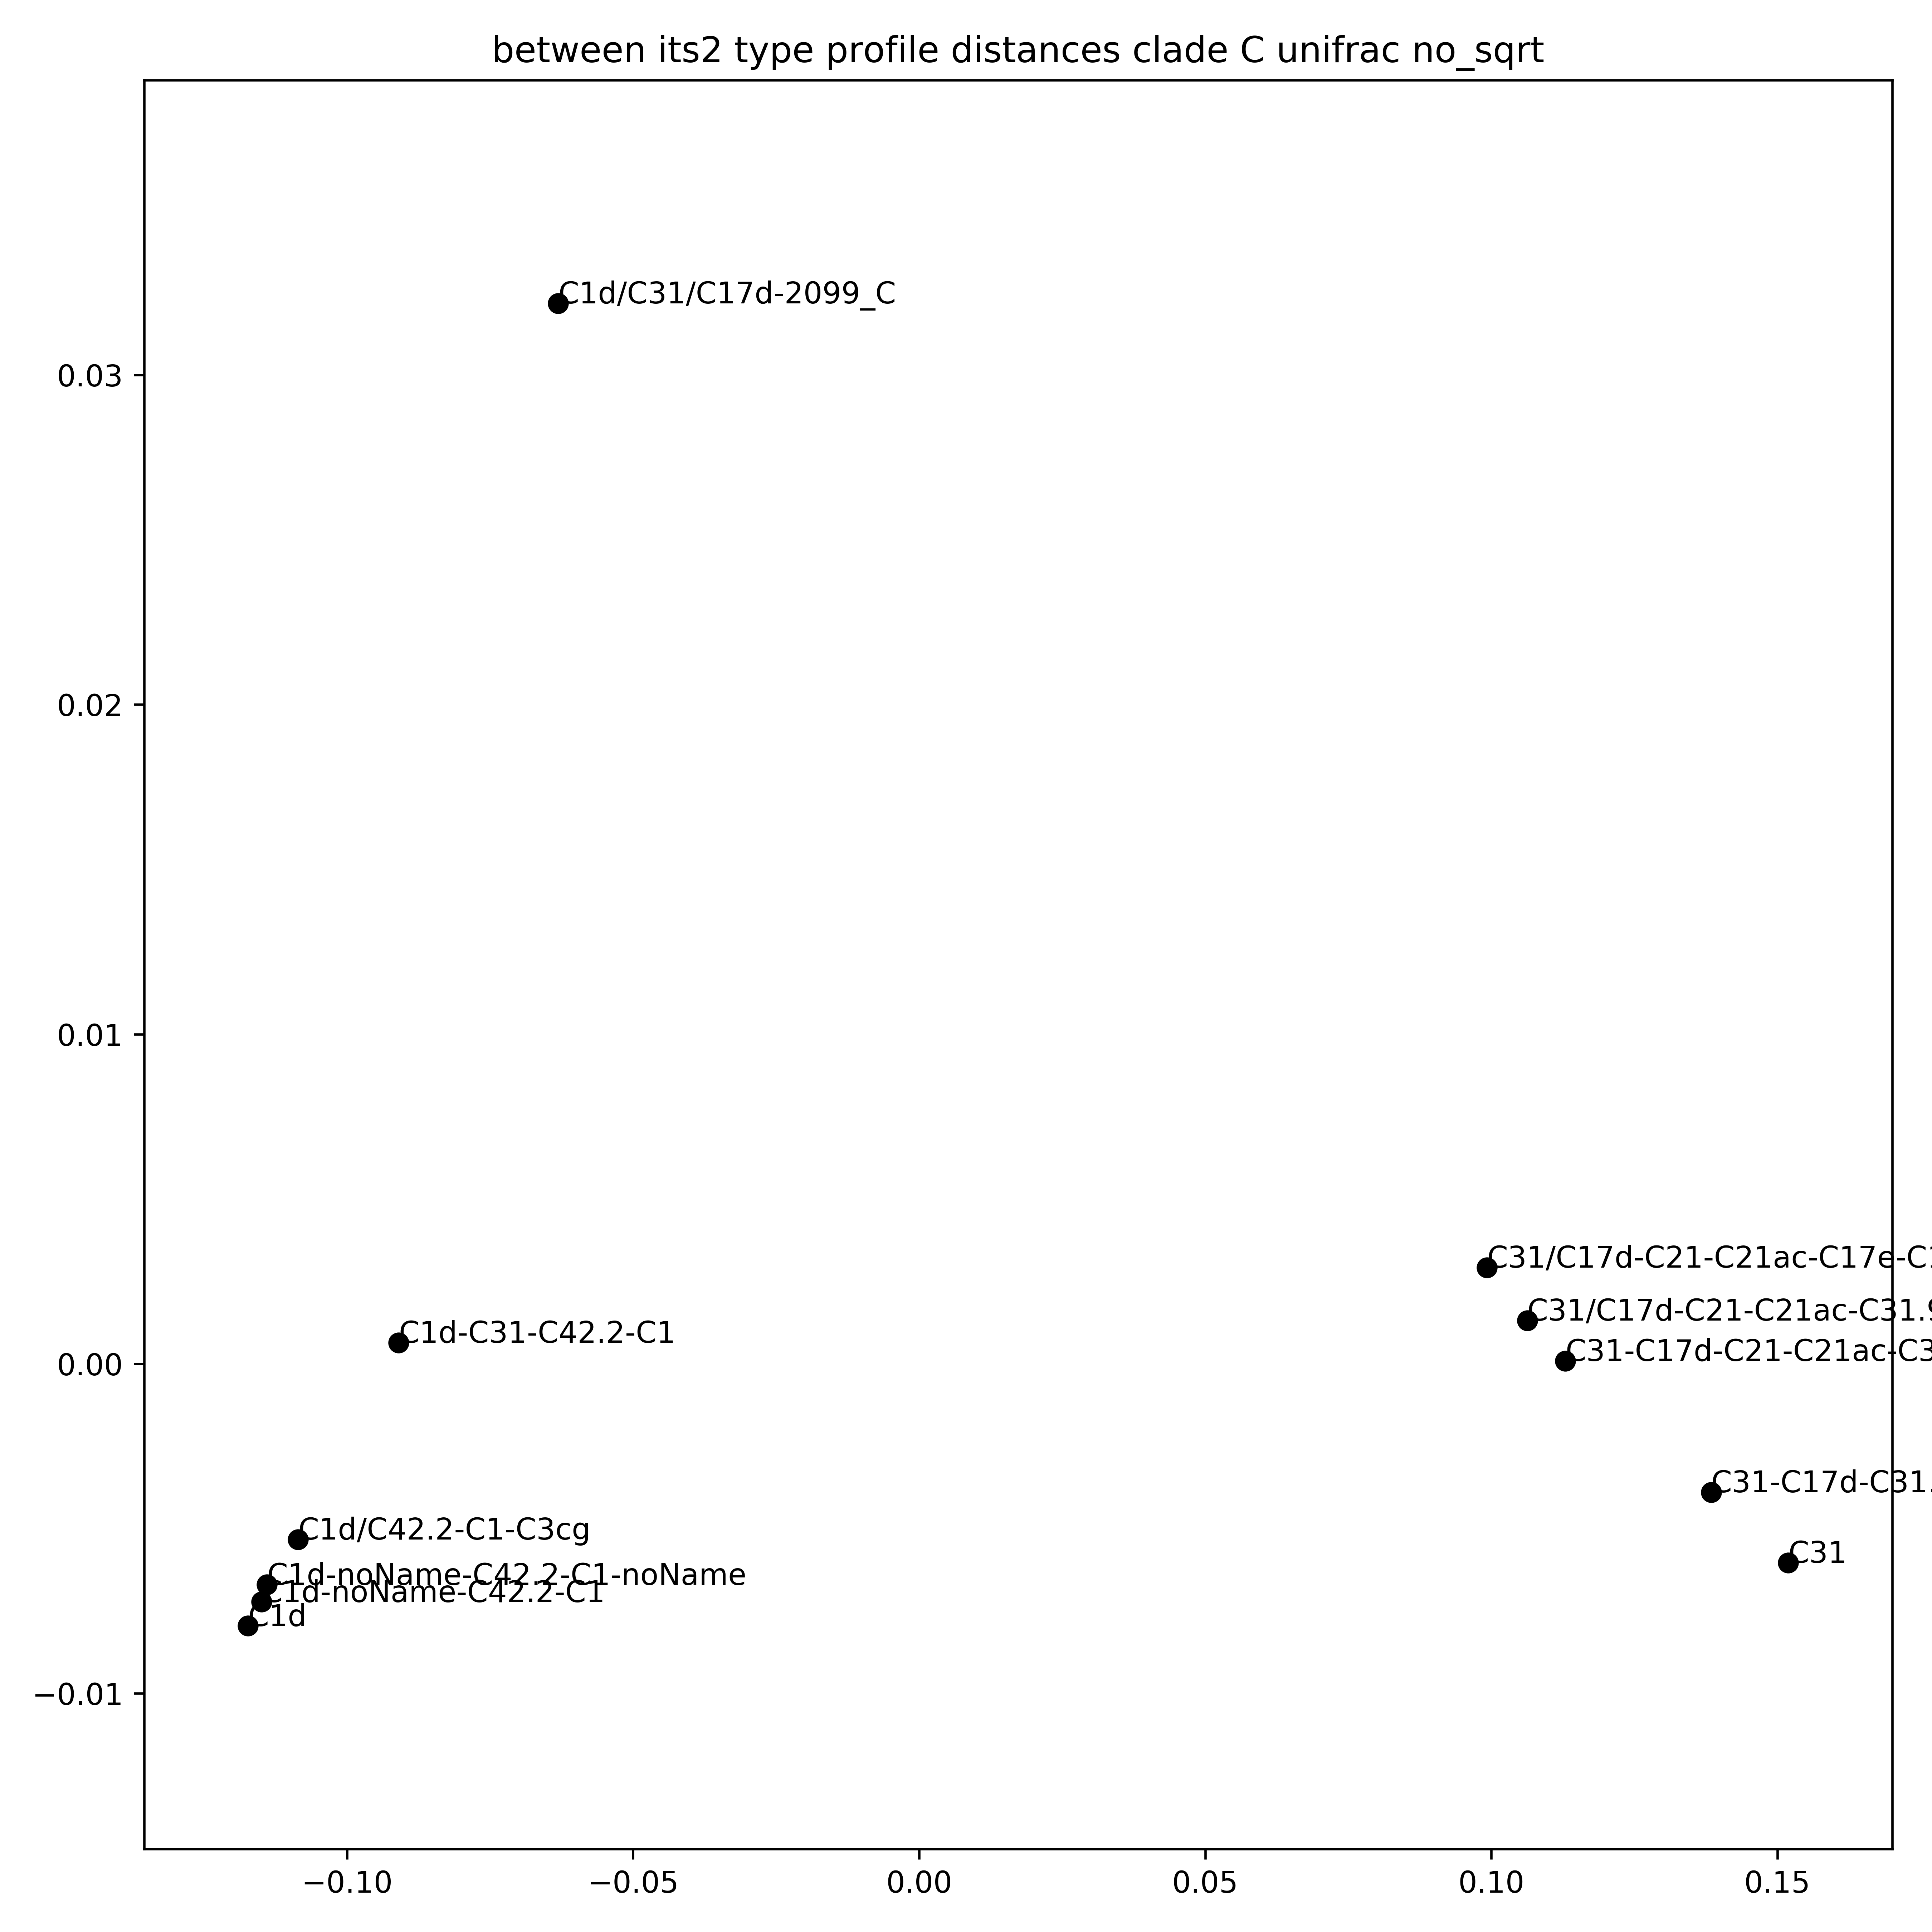 between its2 type profile distances clade C unifrac no_sqrt
C1d/C31/C17d-2099_C
0.03
0.02
0.01
C31/C17d-C21-C21ac-C17e-C
C31/C17d-C21-C21ac-C31.9
C1d-C31-C42.2-C1
C31-C17d-C21-C21ac-C3
0.00
C31-C17d-C31.
C1d/C42.2-C1-C3cg
C31
C1d-noName-C42.2-C1-noName
C1d-noName-C42.2-C1
C1d
−0.01
−0.10
−0.05
0.00
0.05
0.10
0.15